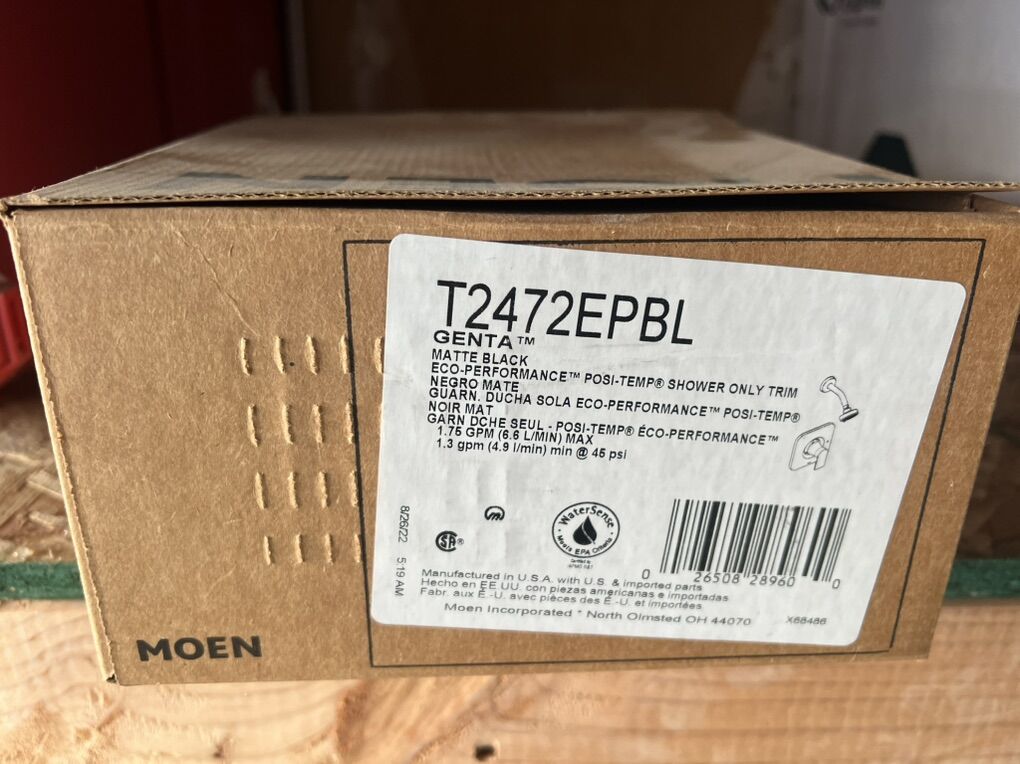 T2472EPBL
GENTA™
MATTE BLACK
ECO-PERFORMANCE™ POSI-TEMP® SHOWER ONLY TRIM
NEGRO MATE
GUARN. DUCHA SOLA ECO-PERFORMANCE™ POSI-TEMP®
NOIR MAT
GARN DCHE SEUL - POSI-TEMP® ÉCO-PERFORMANCE™
1.75 GPM (6.6 L/MIN) MAX
1.3 gpm (4.9 l/min) min @ 45 psi
8/26/22 5:19 AM
SA®
WaterSense
Meets EPA Criteria
0 26508 28960 0
Manufactured in U.S.A. with U.S. & imported parts
Hecho en EE UU. con piezas americanas e importadas
Fabr. aux É.-U. avec pièces des É.-U. et importées
Moen Incorporated * North Olmsted OH 44070
X68486
MOEN